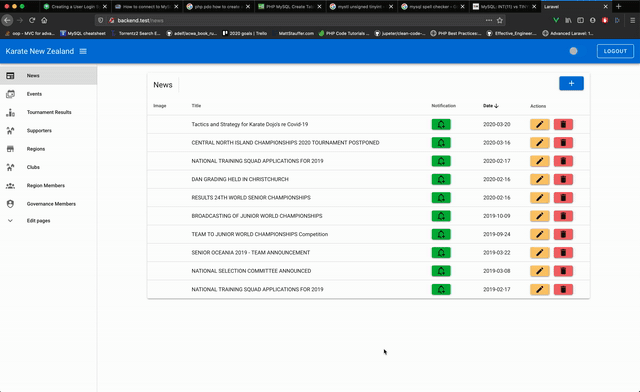 Creating a User Login S
How to connect to MyS
php pdo how to create c
PHP MySQL Create Tab
mysl unsigned tinyint
mysql spell checker - G
MySQL: INT(11) vs TIN
Laravel
backend.test/news
oop - MVC for adva...
MySQL cheatsheet
Torrentz2 Search E...
adelf/acwa_book_ru...
2020 goals | Trello
MattStauffer.com
PHP Code Tutorials ...
jupeter/clean-code-...
PHP Best Practices:...
Effective_Engineer...
Advanced Laravel: 1...
Karate New Zealand
LOGOUT
News
Events
Tournament Results
Supporters
Regions
Clubs
Region Members
Governance Members
Edit pages
News
+
Image Title Notification Date Actions
Tactics and Strategy for Karate Dojo's re Covid-19 2020-03-20
CENTRAL NORTH ISLAND CHAMPIONSHIPS 2020 TOURNAMENT POSTPONED 2020-03-16
NATIONAL TRAINING SQUAD APPLICATIONS FOR 2019 2020-02-17
DAN GRADING HELD IN CHRISTCHURCH 2020-02-16
RESULTS 24TH WORLD SENIOR CHAMPIONSHIPS 2020-02-16
BROADCASTING OF JUNIOR WORLD CHAMPIONSHIPS 2019-10-09
TEAM TO JUNIOR WORLD CHAMPIONSHIPS Competition 2019-09-24
SENIOR OCEANIA 2019 - TEAM ANNOUNCEMENT 2019-03-22
NATIONAL SELECTION COMMITTEE ANNOUNCED 2019-03-08
NATIONAL TRAINING SQUAD APPLICATIONS FOR 2019 2019-02-17